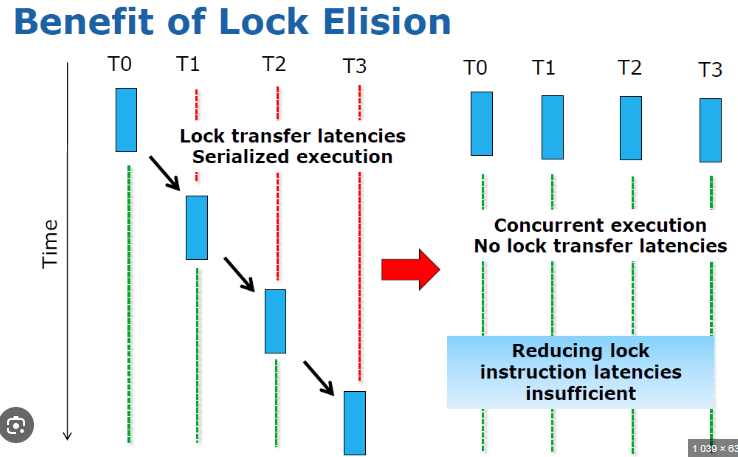 Benefit of Lock Elision
T0 T1 T2 T3
Lock transfer latencies
Serialized execution
Time
T0 T1 T2 T3
Concurrent execution
No lock transfer latencies
Reducing lock
instruction latencies
insufficient
1 039 × 63